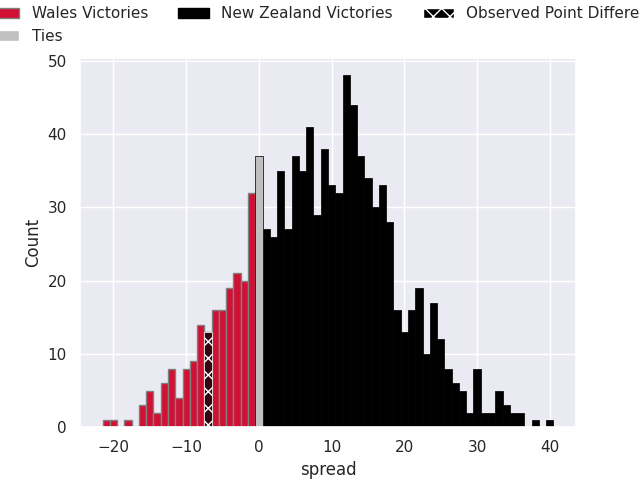 Wales Victories New Zealand Victories Observed Point Differe
Ties
50
40
30
20
10
0
Count
−20 −10 0 10 20 30 40
spread